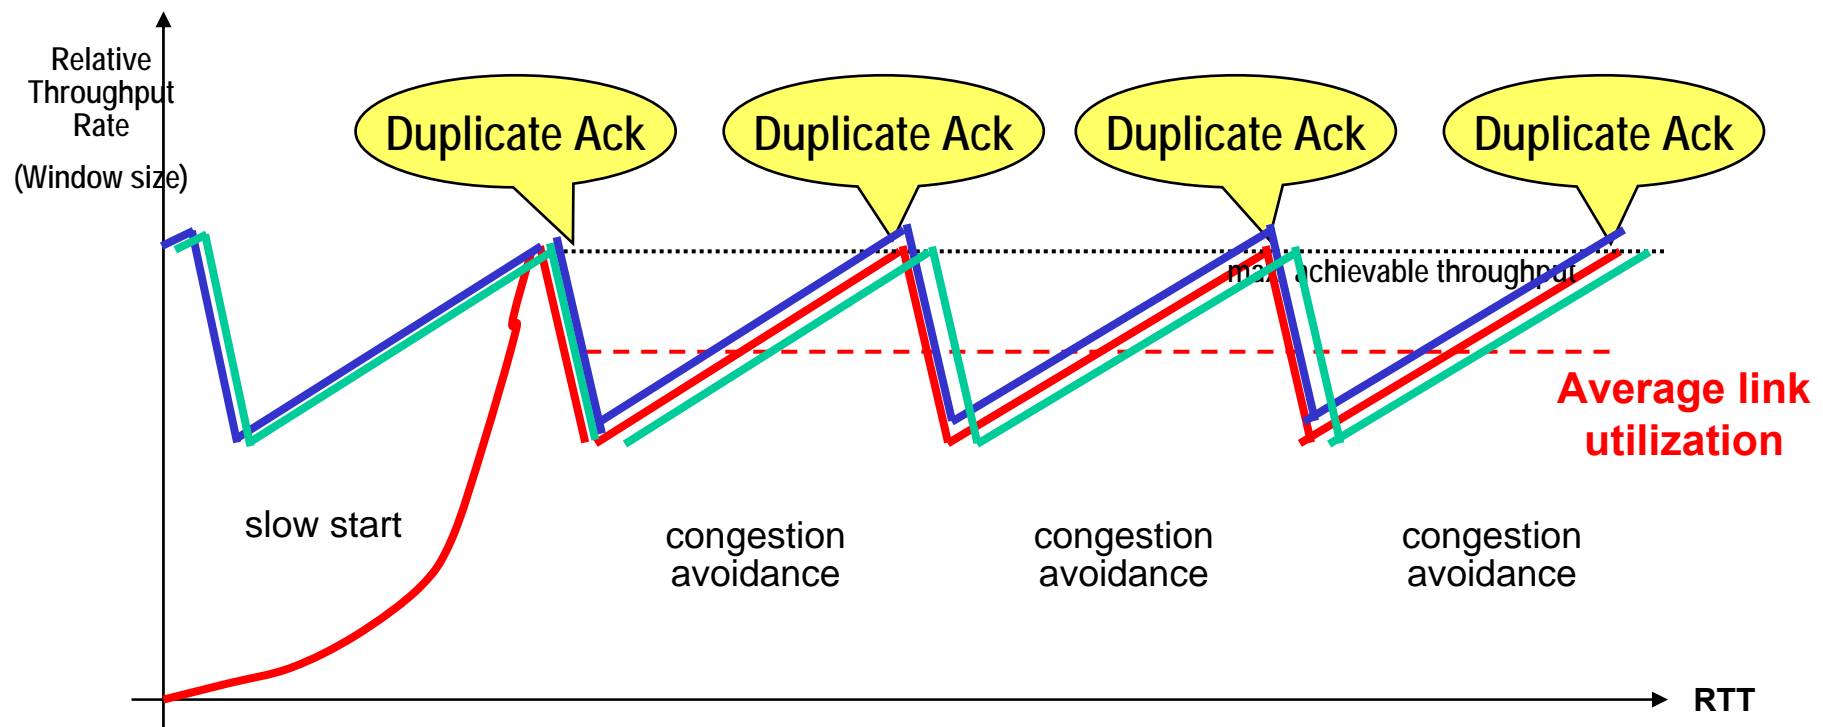 Relative
Throughput
Rate
(Window size)
Duplicate Ack
Duplicate Ack
Duplicate Ack
Duplicate Ack
max achievable throughput
Average link
utilization
slow start
congestion
avoidance
congestion
avoidance
congestion
avoidance
RTT